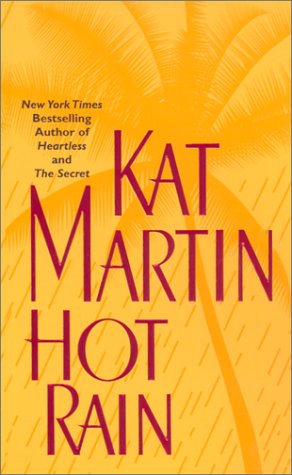 New York Times
Bestselling
Author of
Heartless
and
The Secret
KAT
MARTIN
HOT
RAIN